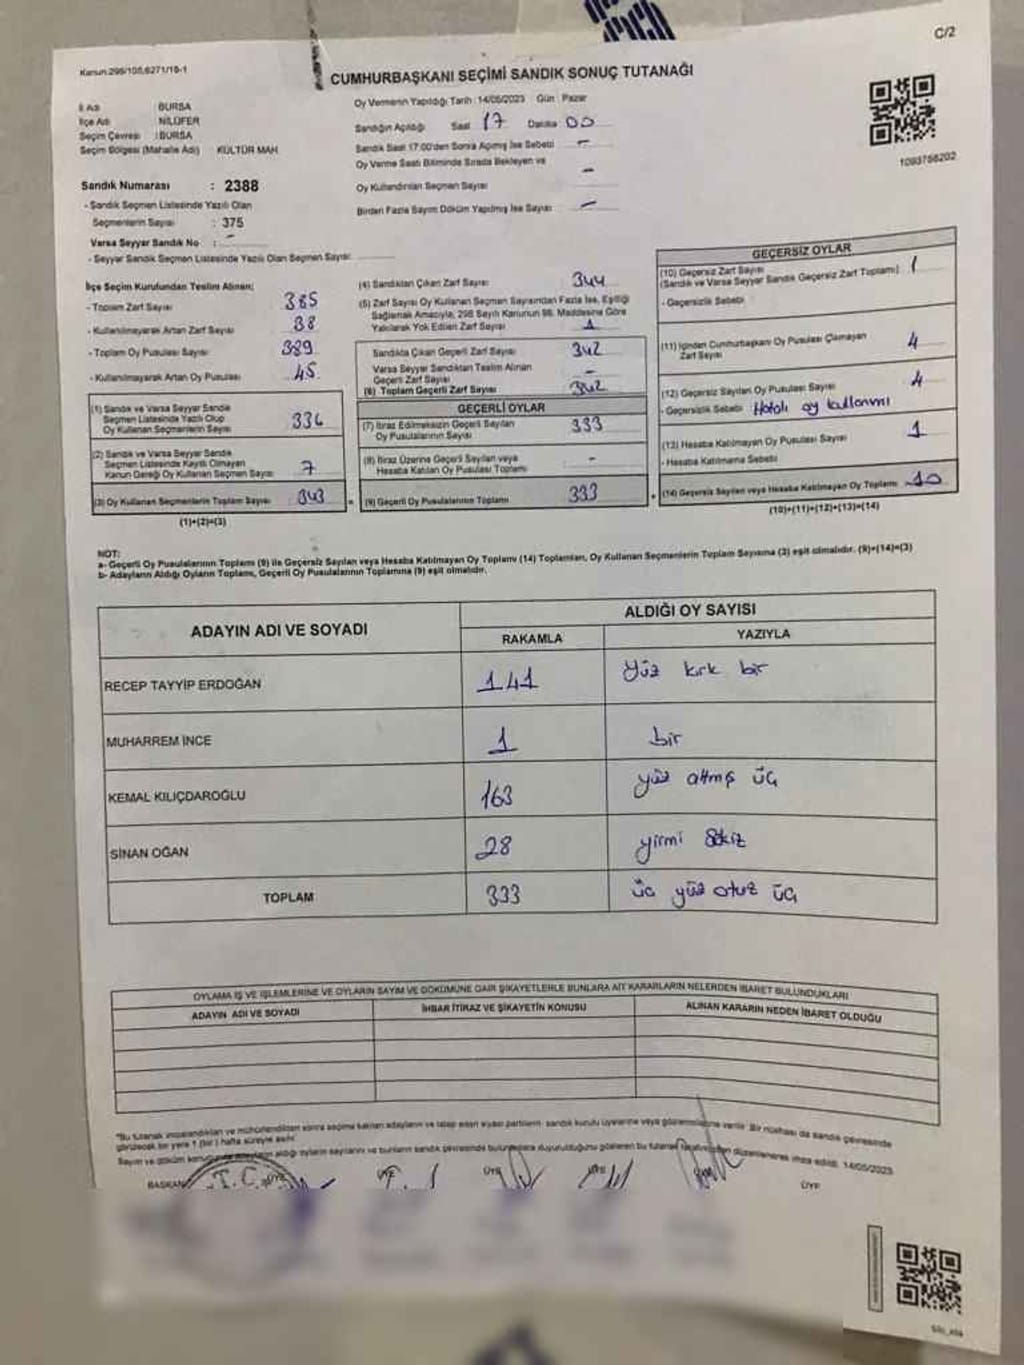 C/2
Kanun:298/105,6271/18-1
CUMHURBAŞKANI SEÇİMİ SANDIK SONUÇ TUTANAĞI
İl Adı : BURSA
İlçe Adı : NİLÜFER
Seçim Çevresi : BURSA
Seçim Bölgesi (Mahalle Adı) KÜLTÜR MAH
Sandık Numarası : 2388
- Sandık Seçmen Listesinde Yazılı Olan
Seçmenlerin Sayısı : 375
Varsa Seyyar Sandık No : -
- Seyyar Sandık Seçmen Listesinde Yazılı Olan Seçmen Sayısı:
Oy Vermenin Yapıldığı Tarih : 14/05/2023 Gün : Pazar
Sandığın Açıldığı Saat 17 Dakika 00
Sandık Saat 17:00'den Sonra Açılmış İse Sebebi -
Oy Verme Saati Bitiminde Sırada Bekleyen ve
Oy Kullandırılan Seçmen Sayısı -
Birden Fazla Sayım Döküm Yapılmış İse Sayısı -
1093758202
İlçe Seçim Kurulundan Teslim Alınan;
- Toplam Zarf Sayısı 385
- Kullanılmayarak Artan Zarf Sayısı 38
- Toplam Oy Pusulası Sayısı 389
- Kullanılmayarak Artan Oy Pusulası 45
(1) Sandık ve Varsa Seyyar Sandık
Seçmen Listesinde Yazılı Olup
Oy Kullanan Seçmenlerin Sayısı 336
(2) Sandık ve Varsa Seyyar Sandık
Seçmen Listesinde Kayıtlı Olmayan
Kanun Gereği Oy Kullanan Seçmen Sayısı 7
(3) Oy Kullanan Seçmenlerin Toplam Sayısı 343
(1)+(2)=(3)
(4) Sandıktan Çıkan Zarf Sayısı 344
(5) Zarf Sayısı Oy Kullanan Seçmen Sayısından Fazla İse, Eşitliği
Sağlamak Amacıyla, 298 Sayılı Kanunun 98. Maddesine Göre
Yakılarak Yok Edilen Zarf Sayısı 1
Sandıkta Çıkan Geçerli Zarf Sayısı 342
Varsa Seyyar Sandıktan Teslim Alınan
Geçerli Zarf Sayısı -
(6) Toplam Geçerli Zarf Sayısı 342
GEÇERLİ OYLAR
(7) İtiraz Edilmeksizin Geçerli Sayılan
Oy Pusulalarının Sayısı 333
(8) İtiraz Üzerine Geçerli Sayılan veya
Hesaba Katılan Oy Pusulası Toplamı -
= (9) Geçerli Oy Pusulalarının Toplamı 333
GEÇERSİZ OYLAR
(10) Geçersiz Zarf Sayısı
(Sandık ve Varsa Seyyar Sandık Geçersiz Zarf Toplamı) 1
- Geçersizlik Sebebi
(11) İçinden Cumhurbaşkanı Oy Pusulası Çıkmayan
Zarf Sayısı 4
(12) Geçersiz Sayılan Oy Pusulası Sayısı 4
- Geçersizlik Sebebi Hatalı oy kullanımı
(13) Hesaba Katılmayan Oy Pusulası Sayısı 1
- Hesaba Katılmama Sebebi
+ (14) Geçersiz Sayılan veya Hesaba Katılmayan Oy Toplamı 10
(10)+(11)+(12)+(13)=(14)
NOT:
a- Geçerli Oy Pusulalarının Toplamı (9) ile Geçersiz Sayılan veya Hesaba Katılmayan Oy Toplamı (14) Toplamları, Oy Kullanan Seçmenlerin Toplam Sayısına (3) eşit olmalıdır. (9)+(14)=(3)
b- Adayların Aldığı Oyların Toplamı, Geçerli Oy Pusulalarının Toplamına (9) eşit olmalıdır.
ADAYIN ADI VE SOYADI
ALDIĞI OY SAYISI
RAKAMLA YAZIYLA
RECEP TAYYİP ERDOĞAN 141 yüz kırk bir
MUHARREM İNCE 1 bir
KEMAL KILIÇDAROĞLU 163 yüz altmış üç
SİNAN OĞAN 28 yirmi sekiz
TOPLAM 333 üç yüz otuz üç
OYLAMA İŞ VE İŞLEMLERİNE VE OYLARIN SAYIM VE DÖKÜMÜNE DAİR ŞİKAYETLERLE BUNLARA AİT KARARLARIN NELERDEN İBARET BULUNDUKLARI
ADAYIN ADI VE SOYADI İHBAR İTİRAZ VE ŞİKAYETİN KONUSU ALINAN KARARIN NEDEN İBARET OLDUĞU
"Bu tutanak imzalandıktan ve mühürlendikten sonra seçime katılan adayların ve talep eden siyasi partilerin sandık kurulu üyelerine veya gözlemcilerine verilir. Bir nüshası da sandık çevresinde
görülecek bir yere 1 (bir) hafta süreyle asılır."
Sayım ve döküm aldığı oyların sayılarını ve bunların sandık çevresinde bulunanlara duyurulduğunu gösteren bu tutanak düzenlenerek imza edildi. 14/05/2023
BAŞKAN ÜYE ÜYE ÜYE ÜYE ÜYE
T.C.